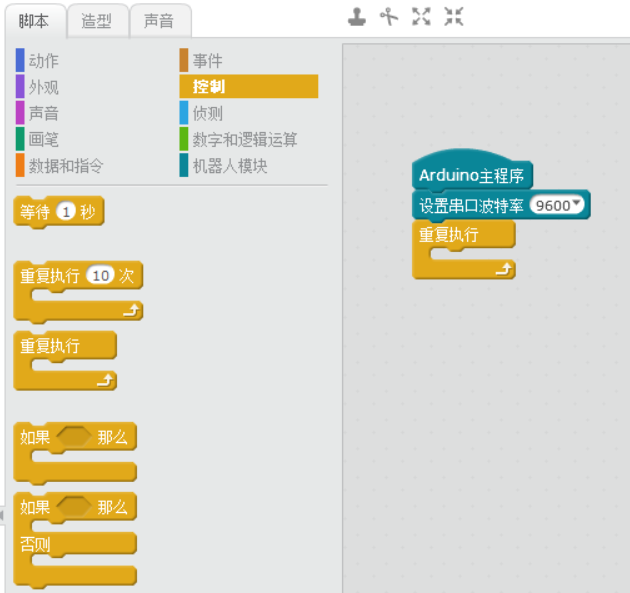 脚本 造型 声音
动作 事件
外观 控制
声音 侦测
画笔 数字和逻辑运算
数据和指令 机器人模块
等待 1 秒
重复执行 10 次
重复执行
如果 那么
如果 那么
否则
Arduino主程序
设置串口波特率 9600
重复执行